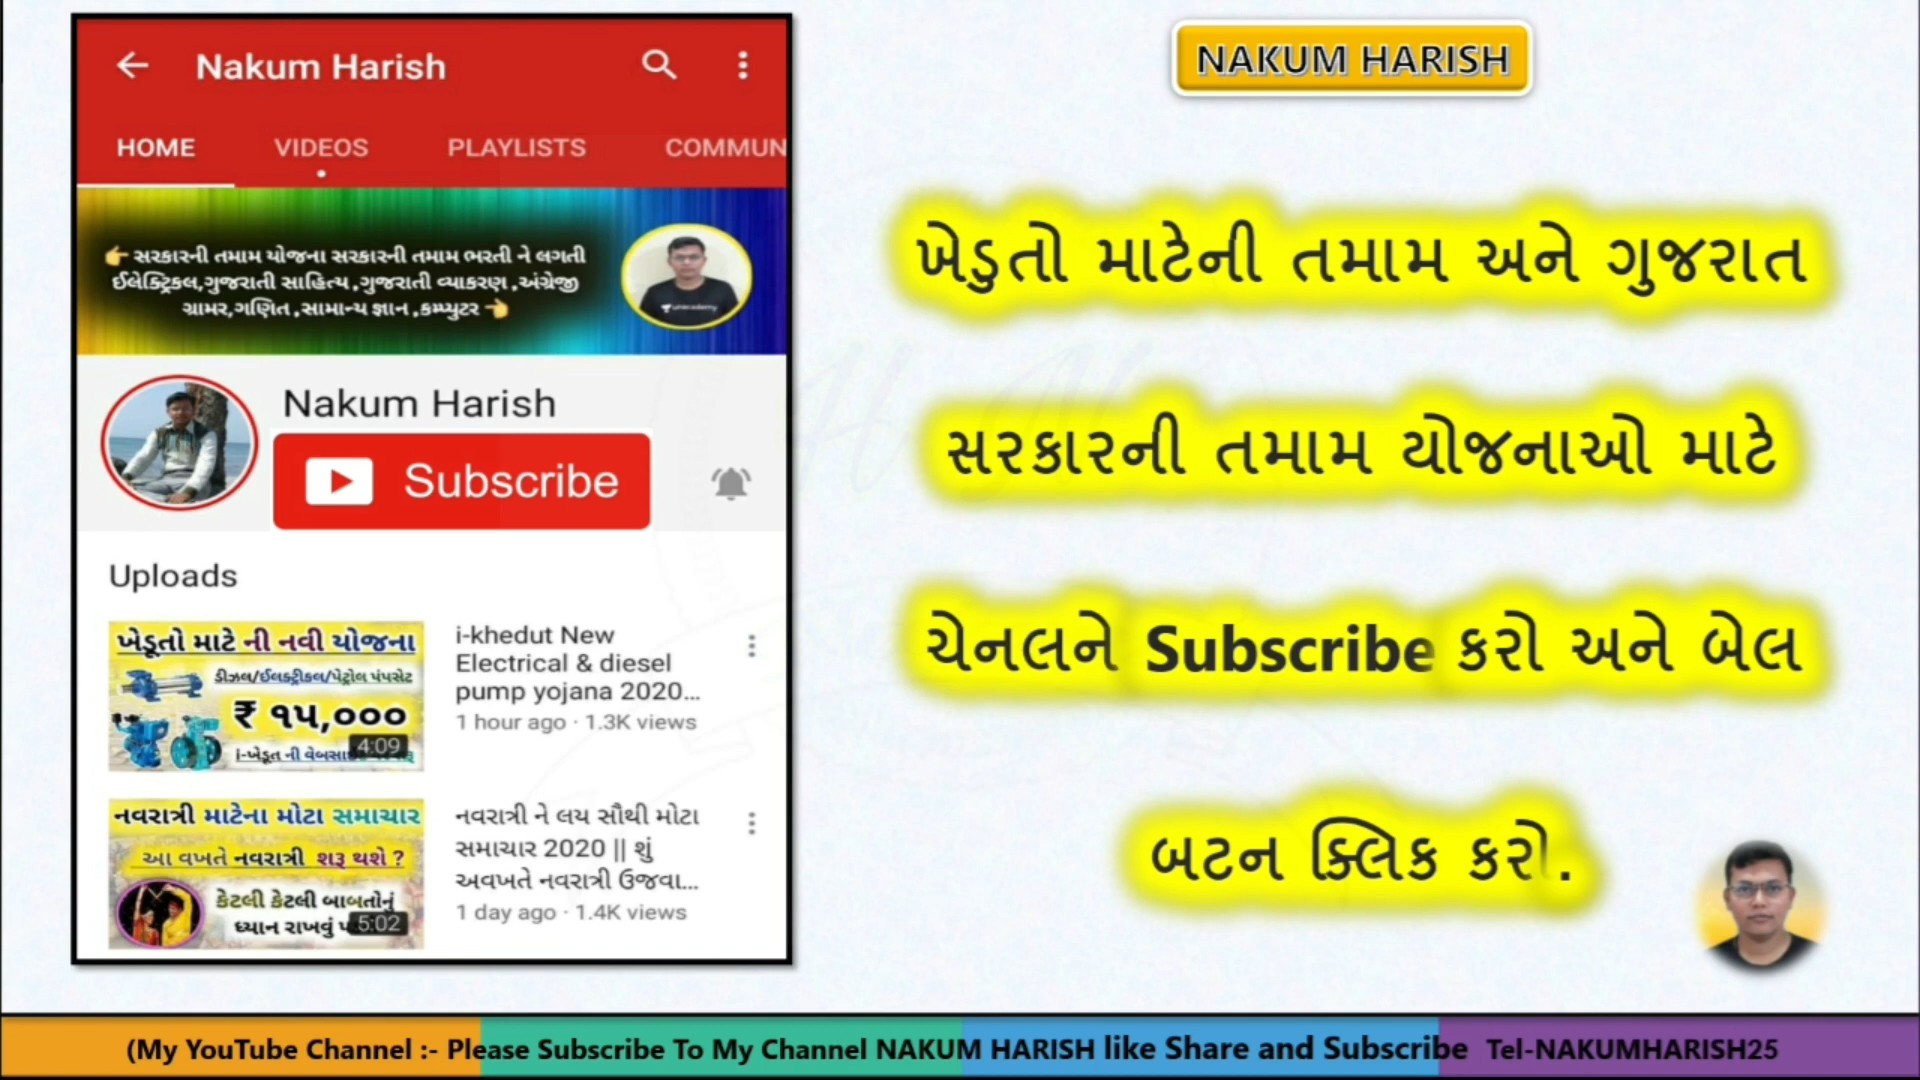 Nakum Harish
HOME VIDEOS PLAYLISTS COMMUN
👉 સરકારની તમામ યોજના સરકારની તમામ ભરતી ને લગતી
ઈલેક્ટ્રિકલ,ગુજરાતી સાહિત્ય,ગુજરાતી વ્યાકરણ,અંગ્રેજી
ગ્રામર,ગણિત,સામાન્ય જ્ઞાન,કમ્પ્યુટર 👈
Nakum Harish
Subscribe
Uploads
ખેડૂતો માટે ની નવી યોજના
ડીઝલ/ઈલેક્ટ્રીકલ/પેટ્રોલ પંપસેટ
₹ ૧૫,૦૦૦
i-ખેડૂત ની
4:09
i-khedut New
Electrical & diesel
pump yojana 2020...
1 hour ago · 1.3K views
નવરાત્રી માટેના મોટા સમાચાર
આ વખતે નવરાત્રી શરૂ થશે ?
કેટલી કેટલી બાબતોનું
ધ્યાન રાખવું
5:02
નવરાત્રી ને લય સૌથી મોટા
સમાચાર 2020 || શું
અવખતે નવરાત્રી ઉજવા...
1 day ago · 1.4K views
NAKUM HARISH
ખેડુતો માટેની તમામ અને ગુજરાત
સરકારની તમામ યોજનાઓ માટે
ચેનલને Subscribe કરો અને બેલ
બટન ક્લિક કરો.
(My YouTube Channel :- Please Subscribe To My Channel NAKUM HARISH like Share and Subscribe Tel-NAKUMHARISH25